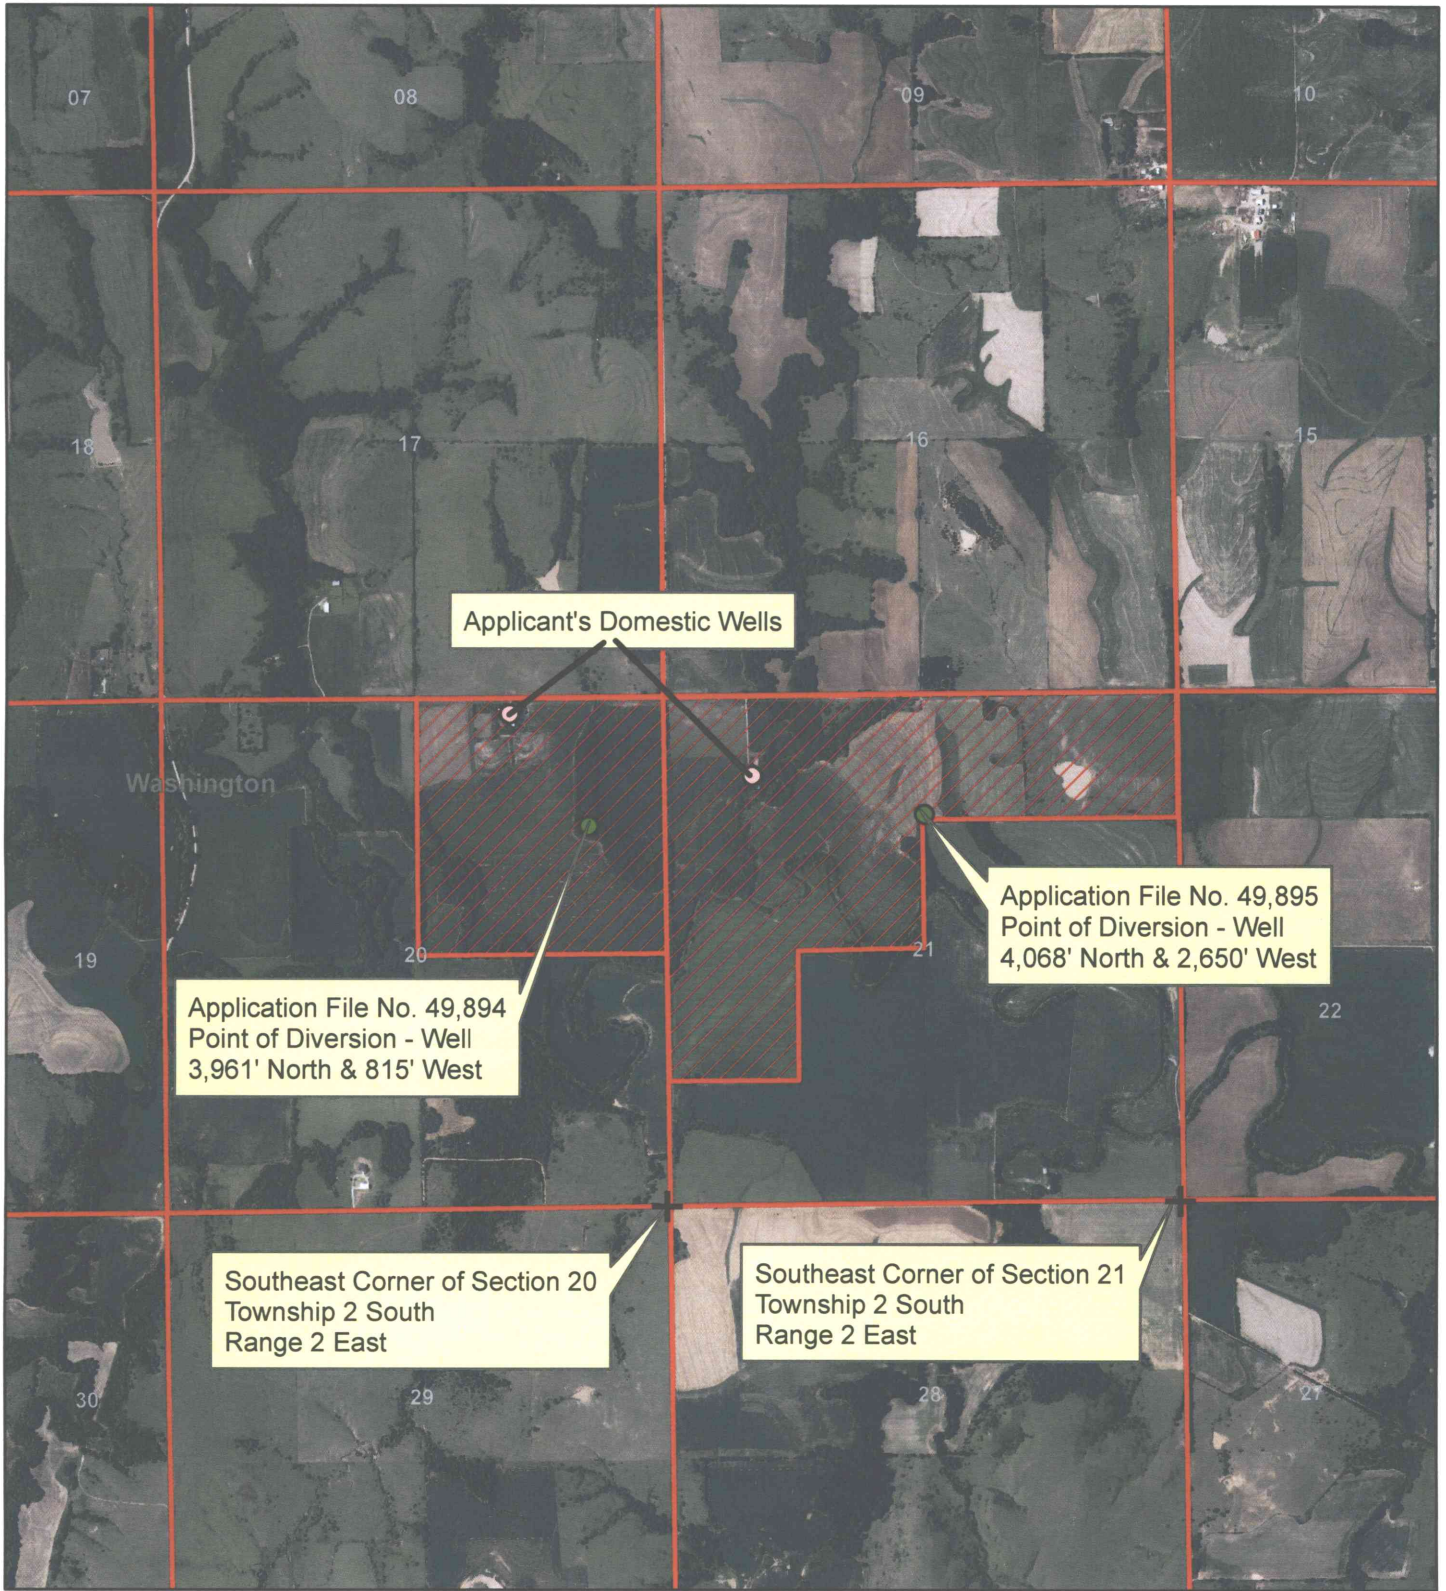 07
08
09
10
18
17
16
15
Applicant's Domestic Wells
Washington
Application File No. 49,895
Point of Diversion - Well
4,068' North & 2,650' West
19
20
21
22
Application File No. 49,894
Point of Diversion - Well
3,961' North & 815' West
Southeast Corner of Section 20
Township 2 South
Range 2 East
Southeast Corner of Section 21
Township 2 South
Range 2 East
30
29
28
27